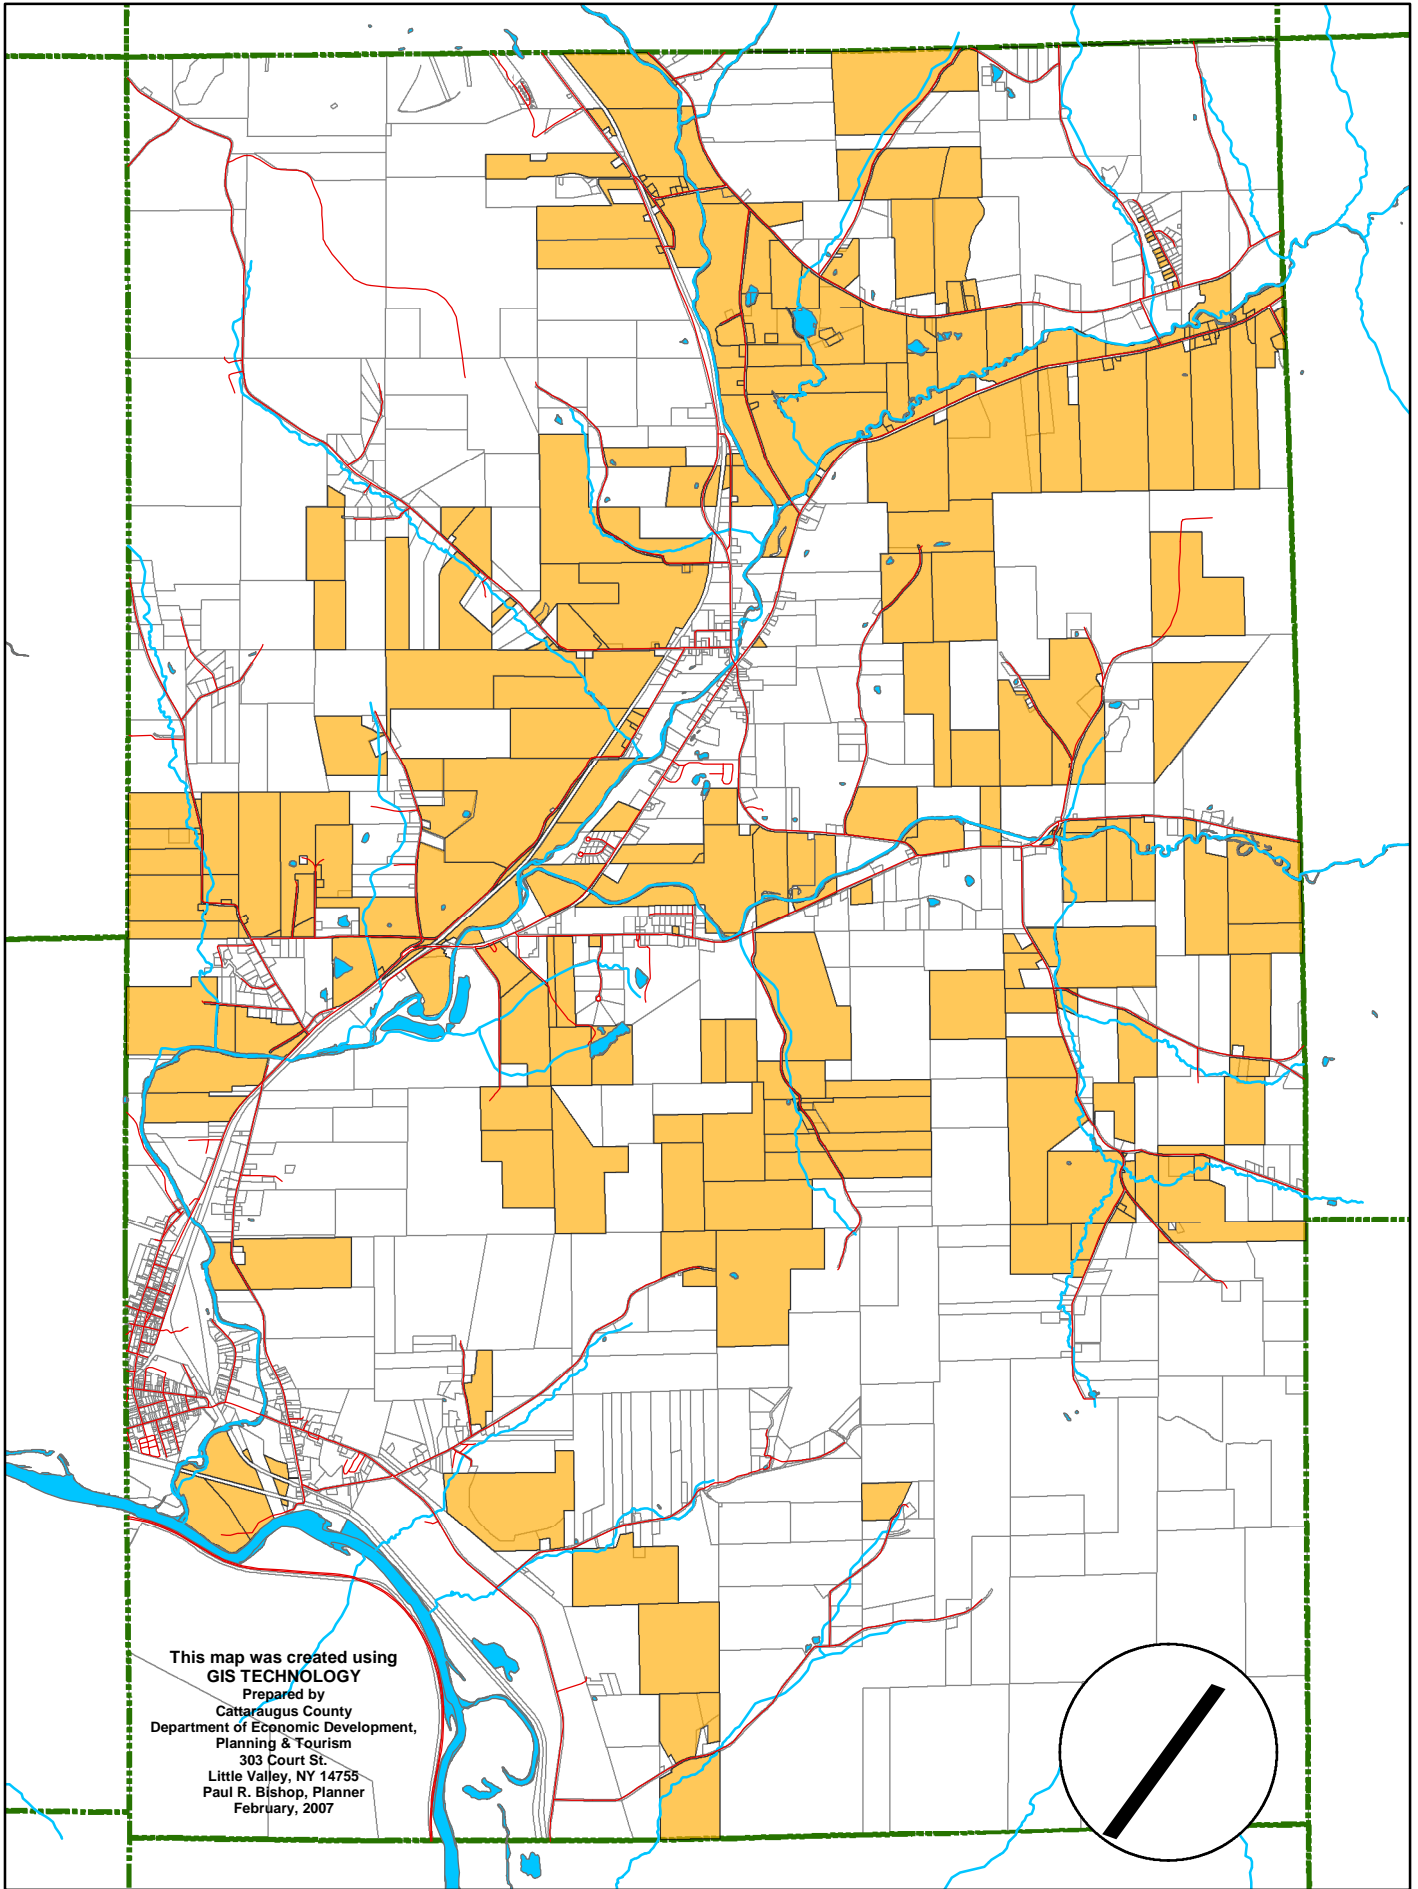 This map was created using
GIS TECHNOLOGY
Prepared by
Cattaraugus County
Department of Economic Development,
Planning & Tourism
303 Court St.
Little Valley, NY 14755
Paul R. Bishop, Planner
February, 2007